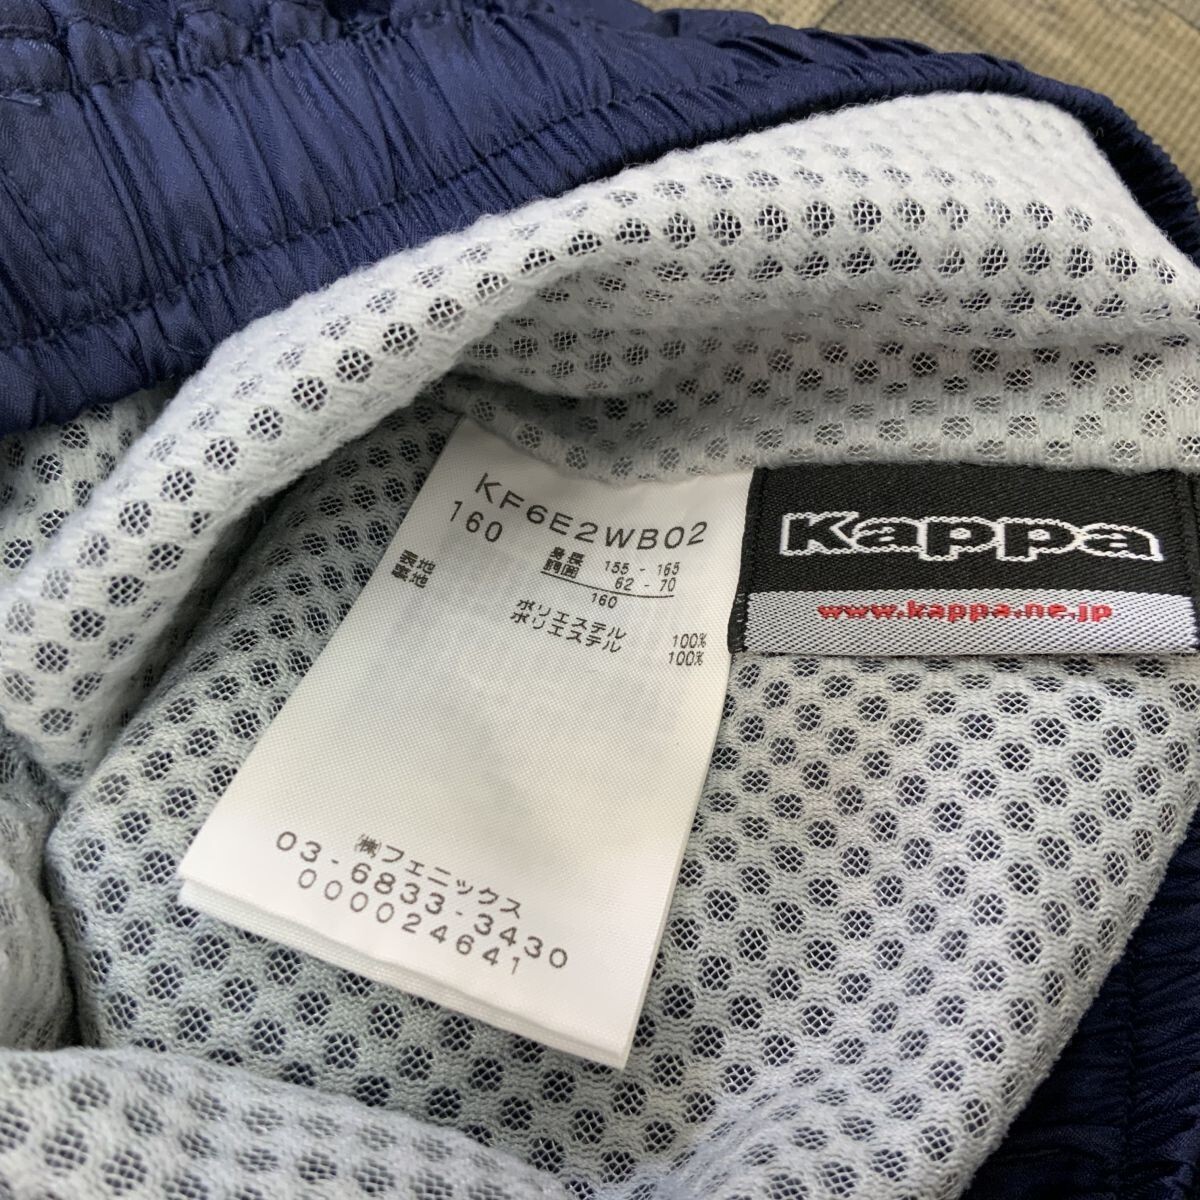 KF6E2WB02
160
身長 155 - 165
胴囲 62 - 70
160
表地 ポリエステル 100%
裏地 ポリエステル 100%
㈱フェニックス
03-6833-3430
00024641
Kappa
www.kappa.ne.jp